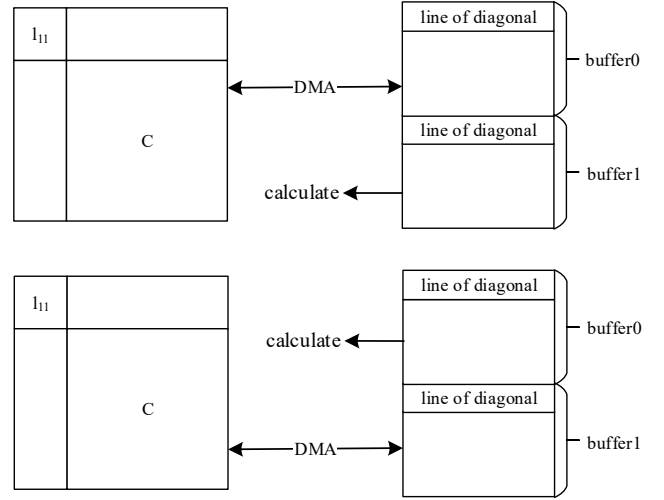 l₁₁
line of diagonal
buffer0
DMA
line of diagonal
C
buffer1
calculate
l₁₁
line of diagonal
buffer0
calculate
line of diagonal
C
buffer1
DMA